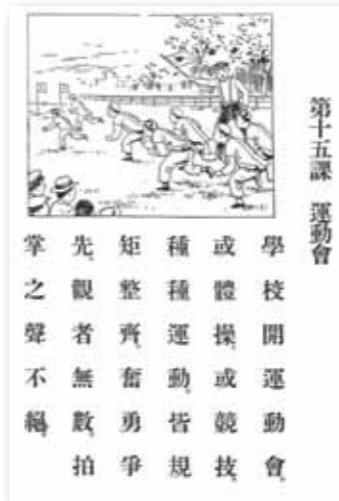 第十五課 運動會
學校開運動會。
或體操。或競技。
種種運動。皆規
矩整齊。奮勇爭
先。觀者無數。拍
掌之聲不絕。